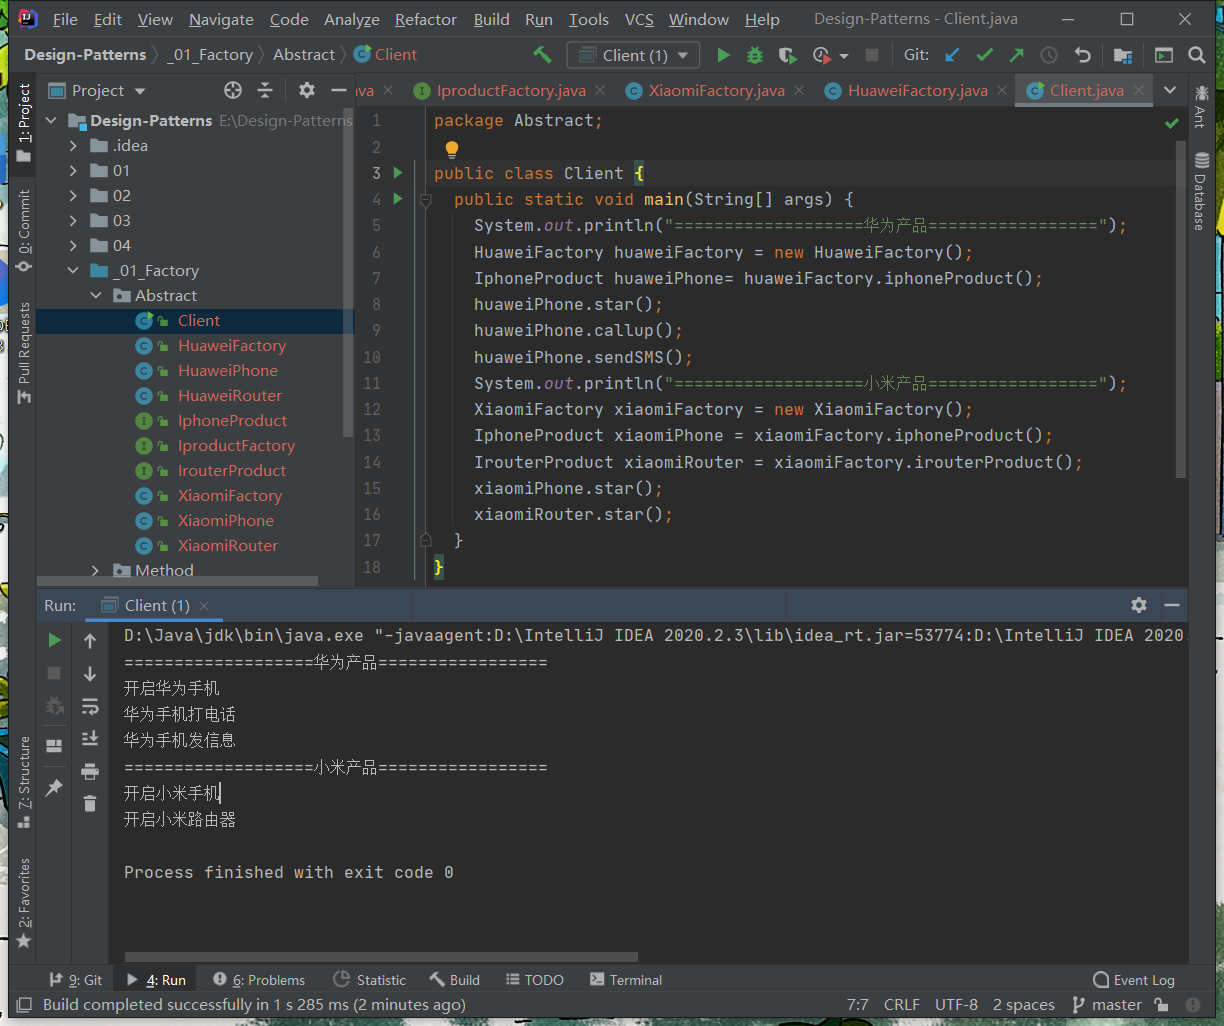 File Edit View Navigate Code Analyze Refactor Build Run Tools VCS Window Help Design-Patterns - Client.java
Design-Patterns _01_Factory Abstract Client Client (1) Git:
Project
ava IproductFactory.java XiaomiFactory.java HuaweiFactory.java Client.java
Design-Patterns E:\Design-Patterns
.idea
01
02
03
04
_01_Factory
Abstract
Client
HuaweiFactory
HuaweiPhone
HuaweiRouter
IphoneProduct
IproductFactory
IrouterProduct
XiaomiFactory
XiaomiPhone
XiaomiRouter
Method
1: Project
0: Commit
Pull Requests
7: Structure
2: Favorites
Ant
Database
1 package Abstract;
2
3 public class Client {
4 public static void main(String[] args) {
5 System.out.println("===================华为产品=================");
6 HuaweiFactory huaweiFactory = new HuaweiFactory();
7 IphoneProduct huaweiPhone= huaweiFactory.iphoneProduct();
8 huaweiPhone.star();
9 huaweiPhone.callup();
10 huaweiPhone.sendSMS();
11 System.out.println("===================小米产品=================");
12 XiaomiFactory xiaomiFactory = new XiaomiFactory();
13 IphoneProduct xiaomiPhone = xiaomiFactory.iphoneProduct();
14 IrouterProduct xiaomiRouter = xiaomiFactory.irouterProduct();
15 xiaomiPhone.star();
16 xiaomiRouter.star();
17 }
18 }
Run: Client (1)
D:\Java\jdk\bin\java.exe "-javaagent:D:\IntelliJ IDEA 2020.2.3\lib\idea_rt.jar=53774:D:\IntelliJ IDEA 2020.
===================华为产品=================
开启华为手机
华为手机打电话
华为手机发信息
===================小米产品=================
开启小米手机
开启小米路由器
Process finished with exit code 0
9: Git 4: Run 6: Problems Statistic Build TODO Terminal Event Log
Build completed successfully in 1 s 285 ms (2 minutes ago) 7:7 CRLF UTF-8 2 spaces master